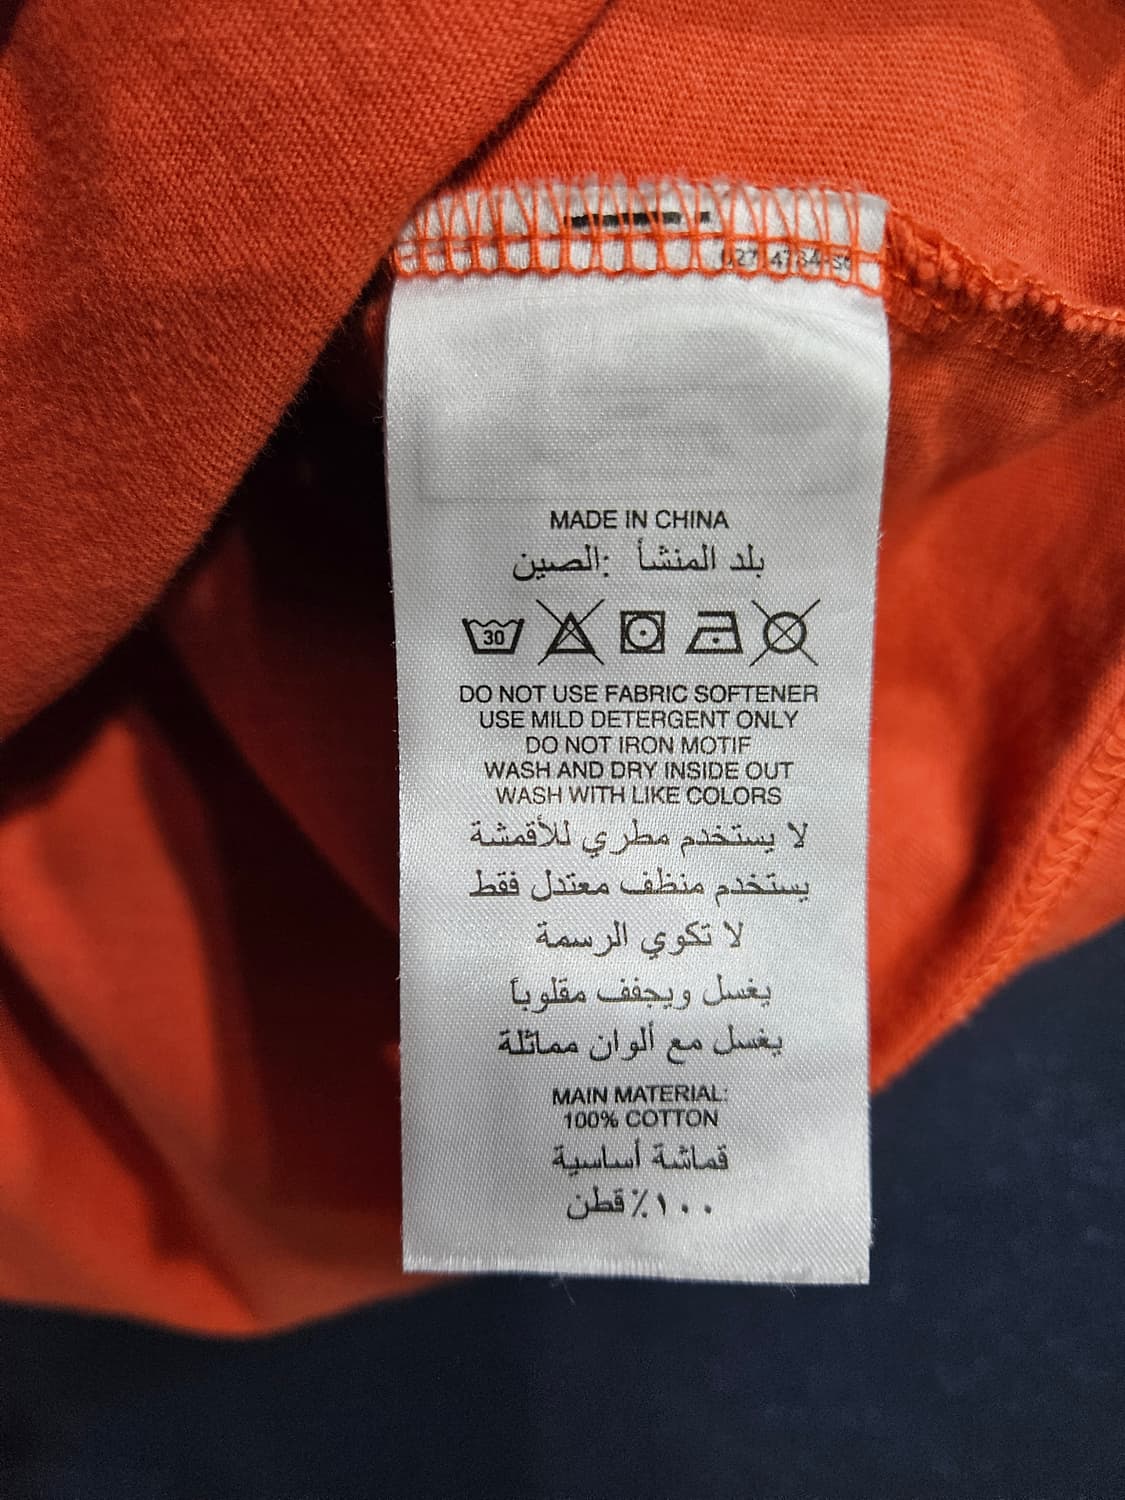 MADE IN CHINA
بلد المنشأ :الصين
30
DO NOT USE FABRIC SOFTENER
USE MILD DETERGENT ONLY
DO NOT IRON MOTIF
WASH AND DRY INSIDE OUT
WASH WITH LIKE COLORS
لا يستخدم مطري للأقمشة
يستخدم منظف معتدل فقط
لا تكوي الرسمة
يغسل ويجفف مقلوباً
يغسل مع ألوان مماثلة
MAIN MATERIAL:
100% COTTON
قماشة أساسية
١٠٠٪ قطن